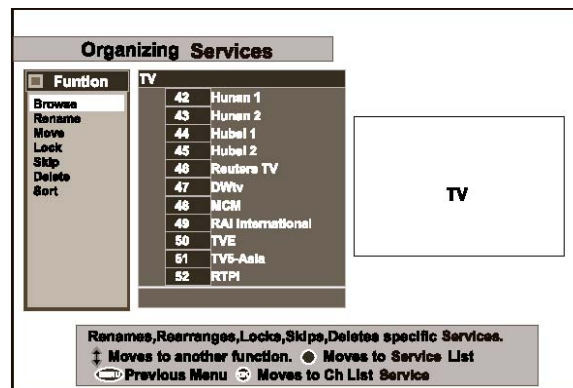 Organizing Services
Funtion
Browse
Rename
Move
Lock
Skip
Delete
Sort
TV
42 Hunan 1
43 Hunan 2
44 Hubei 1
45 Hubei 2
46 Reuters TV
47 DWtv
48 MCM
49 RAI International
50 TVE
51 TV5-Asia
52 RTPI
TV
Renames,Rearranges,Locks,Skips,Deletes specific Services.
Moves to another function. Moves to Service List
Previous Menu OK Moves to Ch List Service